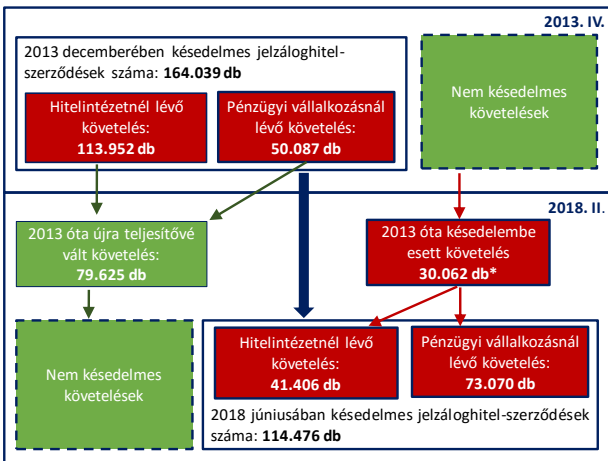 2013. IV.
2013 decemberében késedelmes jelzáloghitel-
szerződések száma: 164.039 db
Hitelintézetnél lévő
követelés:
113.952 db
Pénzügyi vállalkozásnál
lévő követelés:
50.087 db
Nem késedelmes
követelések
2018. II.
2013 óta újra teljesítővé
vált követelés:
79.625 db
2013 óta késedelembe
esett követelés
30.062 db*
Nem késedelmes
követelések
Hitelintézetnél lévő
követelés:
41.406 db
Pénzügyi vállalkozásnál
lévő követelés:
73.070 db
2018 júniusában késedelmes jelzáloghitel-szerződések
száma: 114.476 db